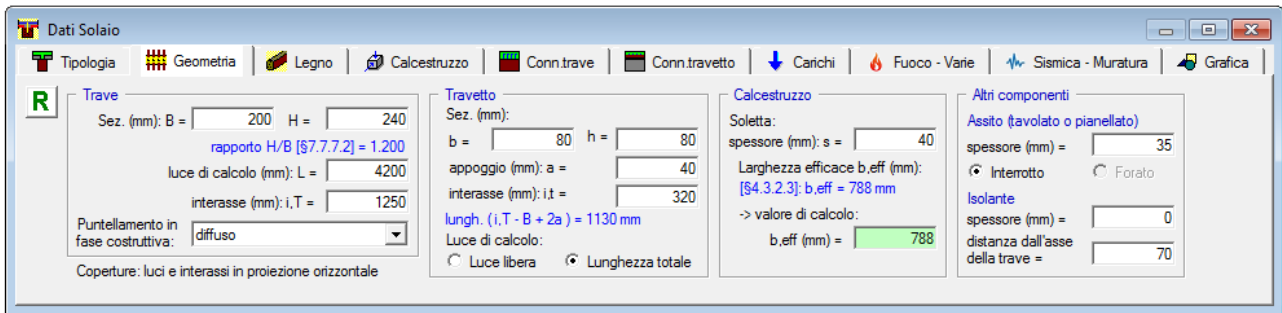 Dati Solaio
Tipologia Geometria Legno Calcestruzzo Conn.trave Conn.travetto Carichi Fuoco - Varie Sismica - Muratura Grafica
R
Trave
Sez. (mm): B = 200 H = 240
rapporto H/B [§7.7.7.2] = 1.200
luce di calcolo (mm): L = 4200
interasse (mm): i,T = 1250
Puntellamento in
fase costruttiva: diffuso
Coperture: luci e interassi in proiezione orizzontale
Travetto
Sez. (mm):
b = 80 h = 80
appoggio (mm): a = 40
interasse (mm): i,t = 320
lungh. ( i,T - B + 2a ) = 1130 mm
Luce di calcolo:
Luce libera Lunghezza totale
Calcestruzzo
Soletta:
spessore (mm): s = 40
Larghezza efficace b,eff (mm):
[§4.3.2.3]: b,eff = 788 mm
-> valore di calcolo:
b,eff (mm) = 788
Altri componenti
Assito (tavolato o pianellato)
spessore (mm) = 35
Interrotto Forato
Isolante
spessore (mm) = 0
distanza dall'asse
della trave = 70